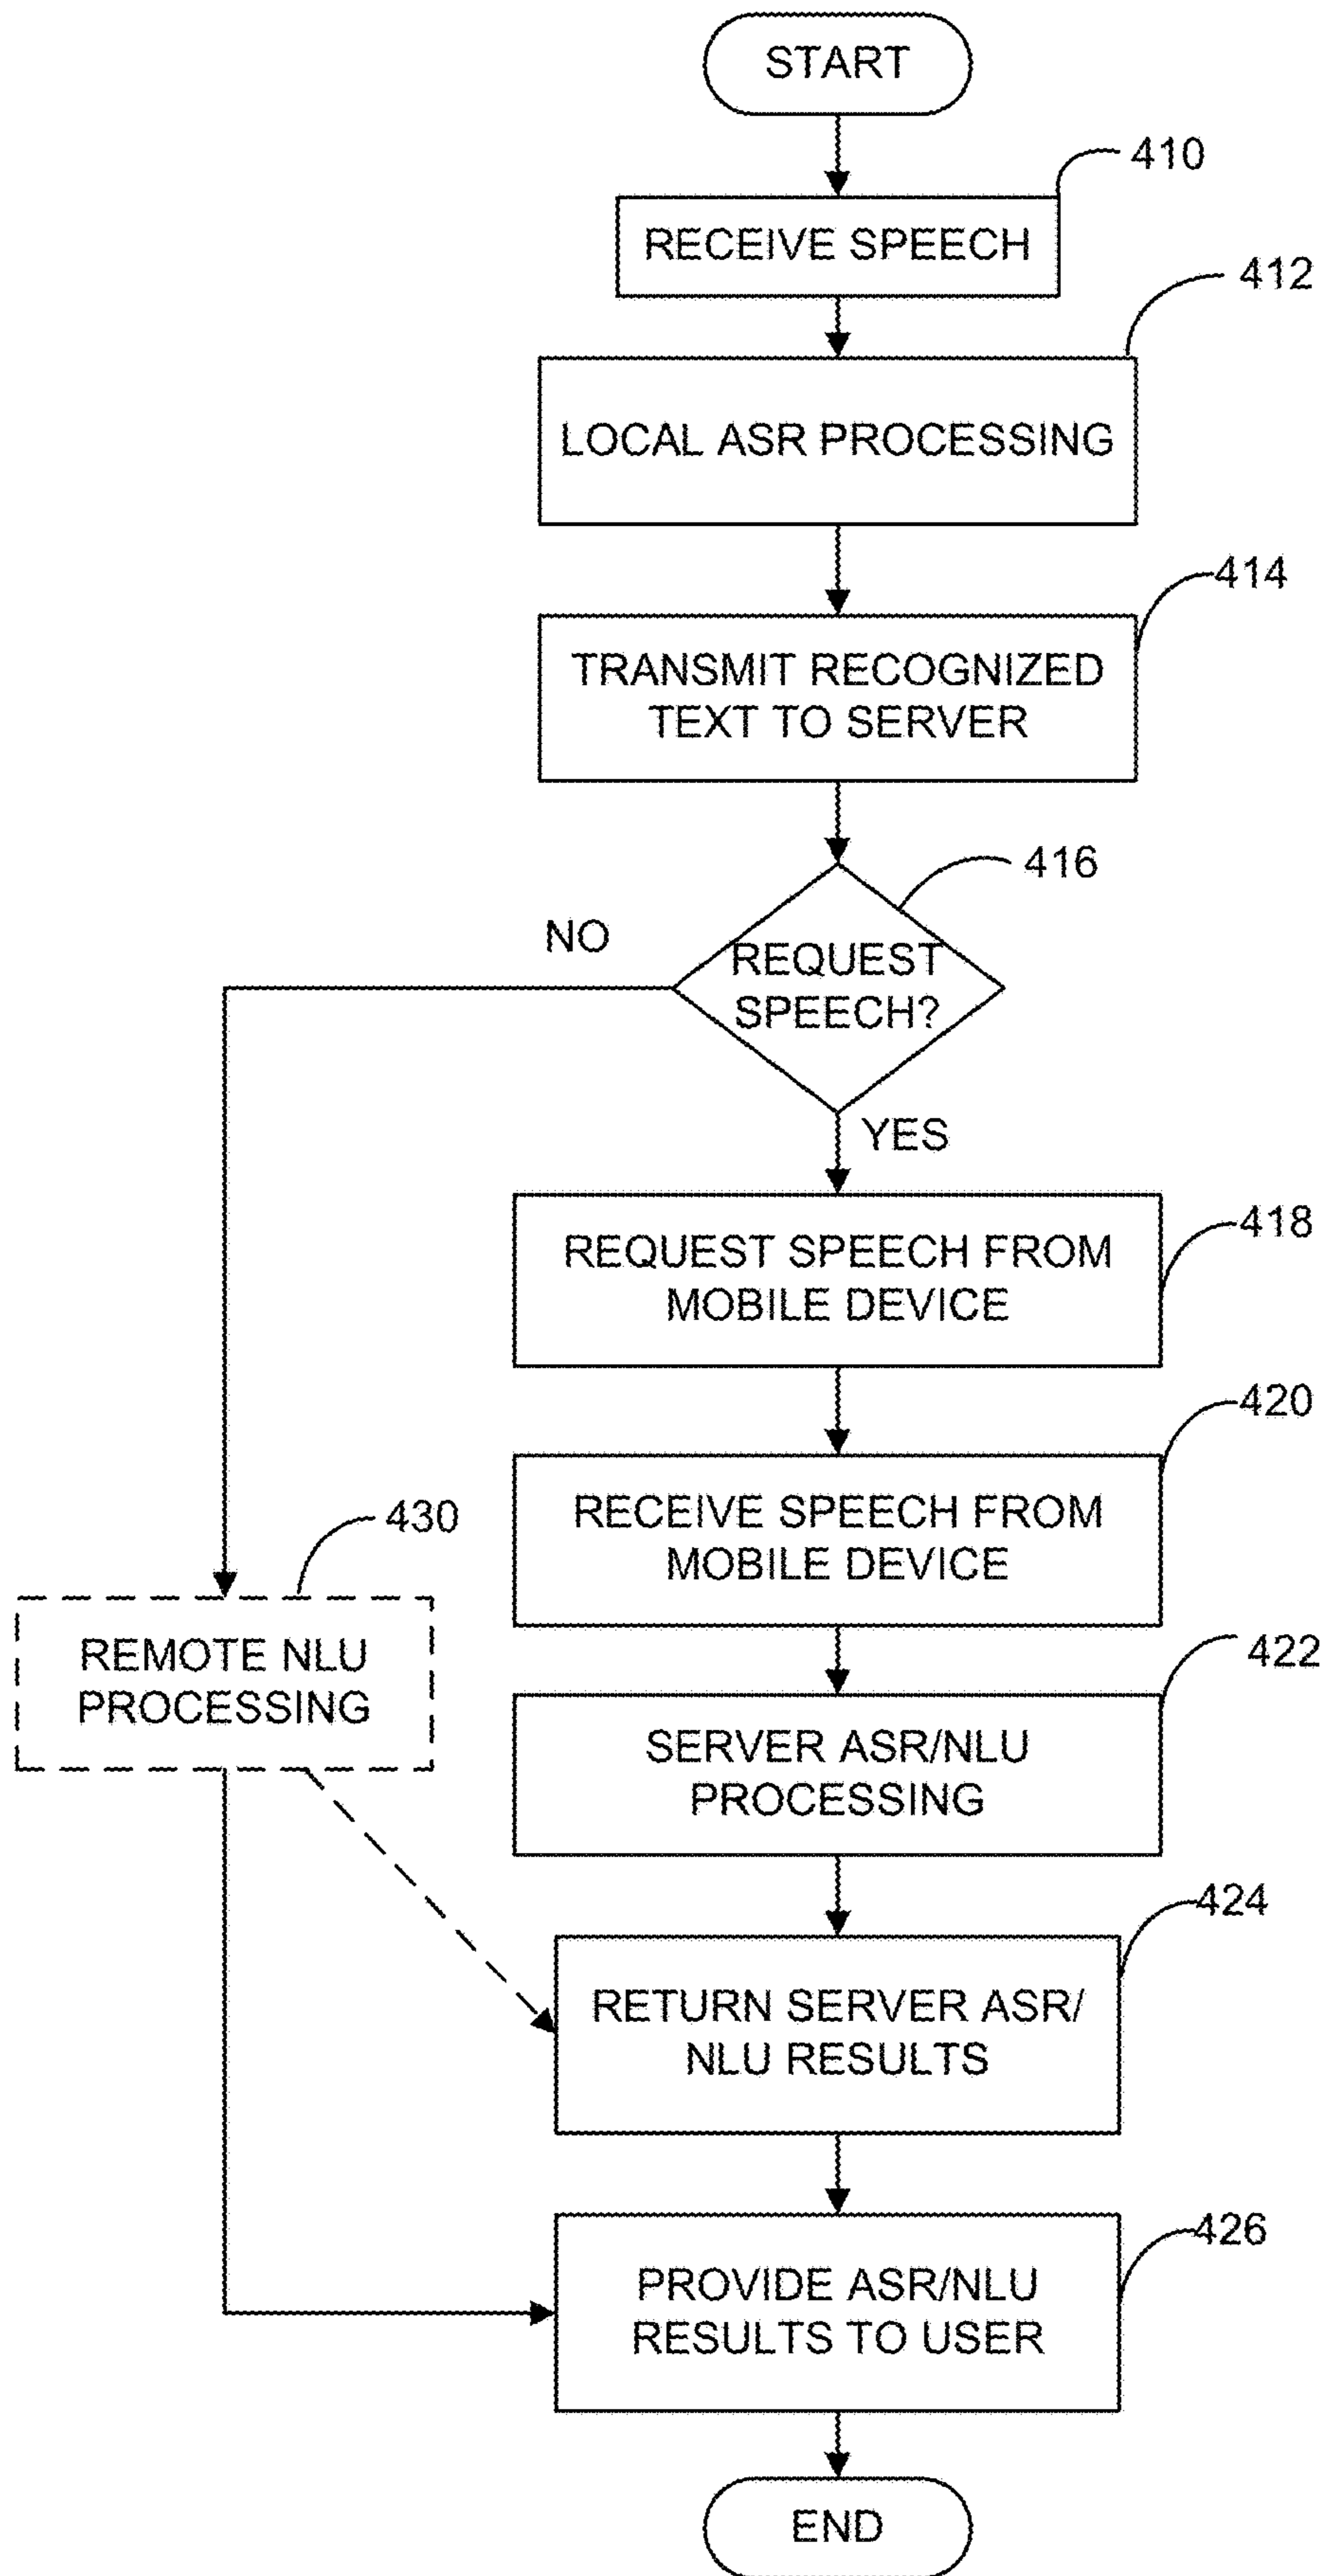 START
410
RECEIVE SPEECH
412
LOCAL ASR PROCESSING
414
TRANSMIT RECOGNIZED
TEXT TO SERVER
416
NO
REQUEST
SPEECH?
YES
418
REQUEST SPEECH FROM
MOBILE DEVICE
420
RECEIVE SPEECH FROM
MOBILE DEVICE
430
REMOTE NLU
PROCESSING
422
SERVER ASR/NLU
PROCESSING
424
RETURN SERVER ASR/
NLU RESULTS
426
PROVIDE ASR/NLU
RESULTS TO USER
END